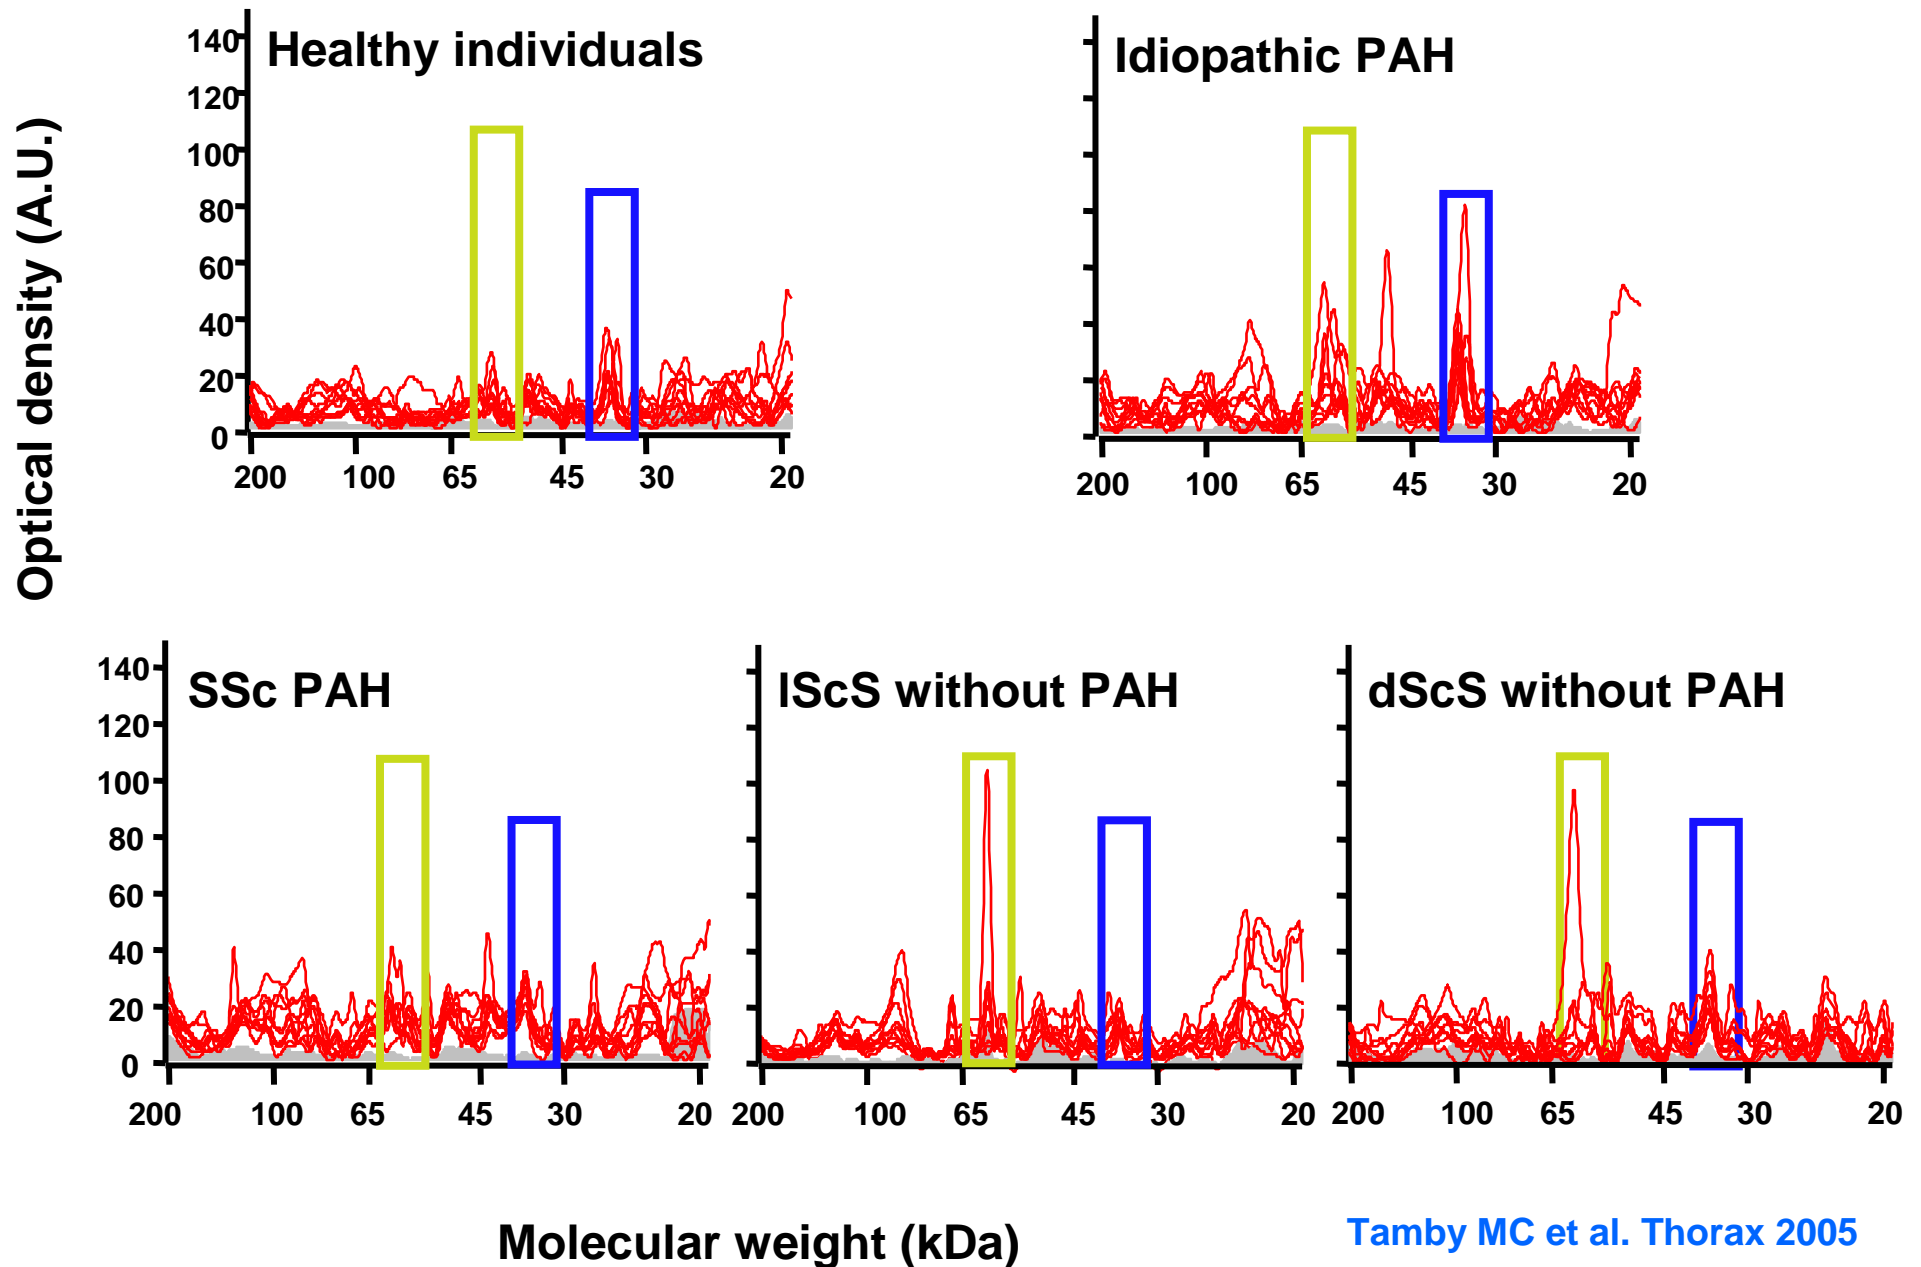 Optical density (A.U.)
Healthy individuals
140
120
100
80
60
40
20
0
200 100 65 45 30 20
Idiopathic PAH
200 100 65 45 30 20
SSc PAH
140
120
100
80
60
40
20
0
200 100 65 45 30 20
lScS without PAH
200 100 65 45 30 20
dScS without PAH
200 100 65 45 30 20
Molecular weight (kDa)
Tamby MC et al. Thorax 2005